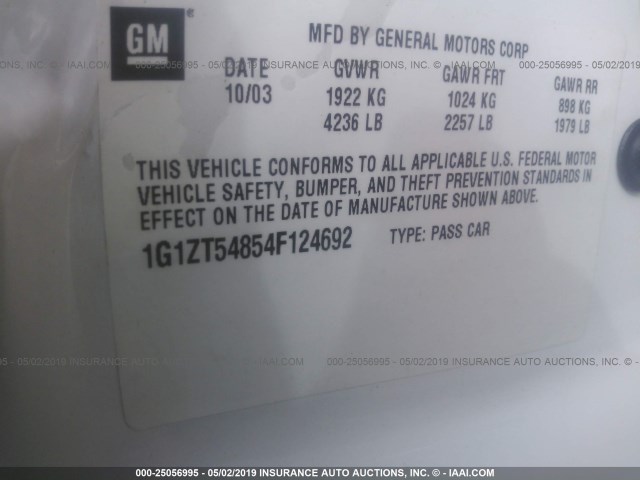 GM
MFD BY GENERAL MOTORS CORP
DATE GVWR GAWR FRT GAWR RR
10/03 1922 KG 1024 KG 898 KG
4236 LB 2257 LB 1979 LB
THIS VEHICLE CONFORMS TO ALL APPLICABLE U.S. FEDERAL MOTOR
VEHICLE SAFETY, BUMPER, AND THEFT PREVENTION STANDARDS IN
EFFECT ON THE DATE OF MANUFACTURE SHOWN ABOVE.
1G1ZT54854F124692 TYPE: PASS CAR
000-25056995 - 05/02/2019 INSURANCE AUTO AUCTIONS, INC. - IAAI.COM